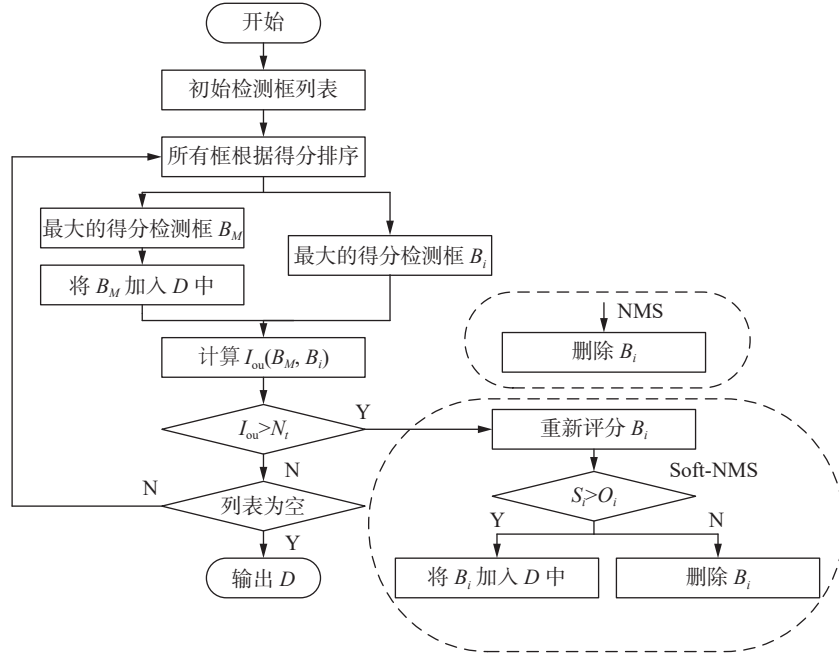 开始
初始检测框列表
所有框根据得分排序
最大的得分检测框 B_M
最大的得分检测框 B_i
将 B_M 加入 D 中
NMS
删除 B_i
计算 I_ou(B_M, B_i)
I_ou>N_t
Y
重新评分 B_i
N
Soft-NMS
N
列表为空
S_i>O_i
Y
N
Y
输出 D
将 B_i 加入 D 中
删除 B_i